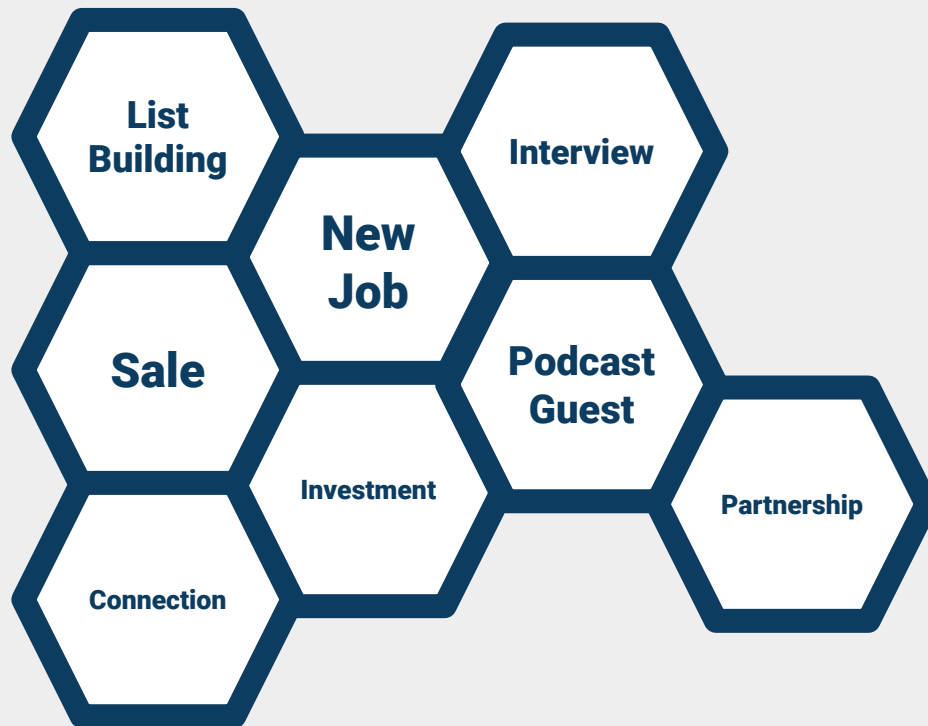 List
Building
Interview
New
Job
Sale
Podcast
Guest
Investment
Partnership
Connection